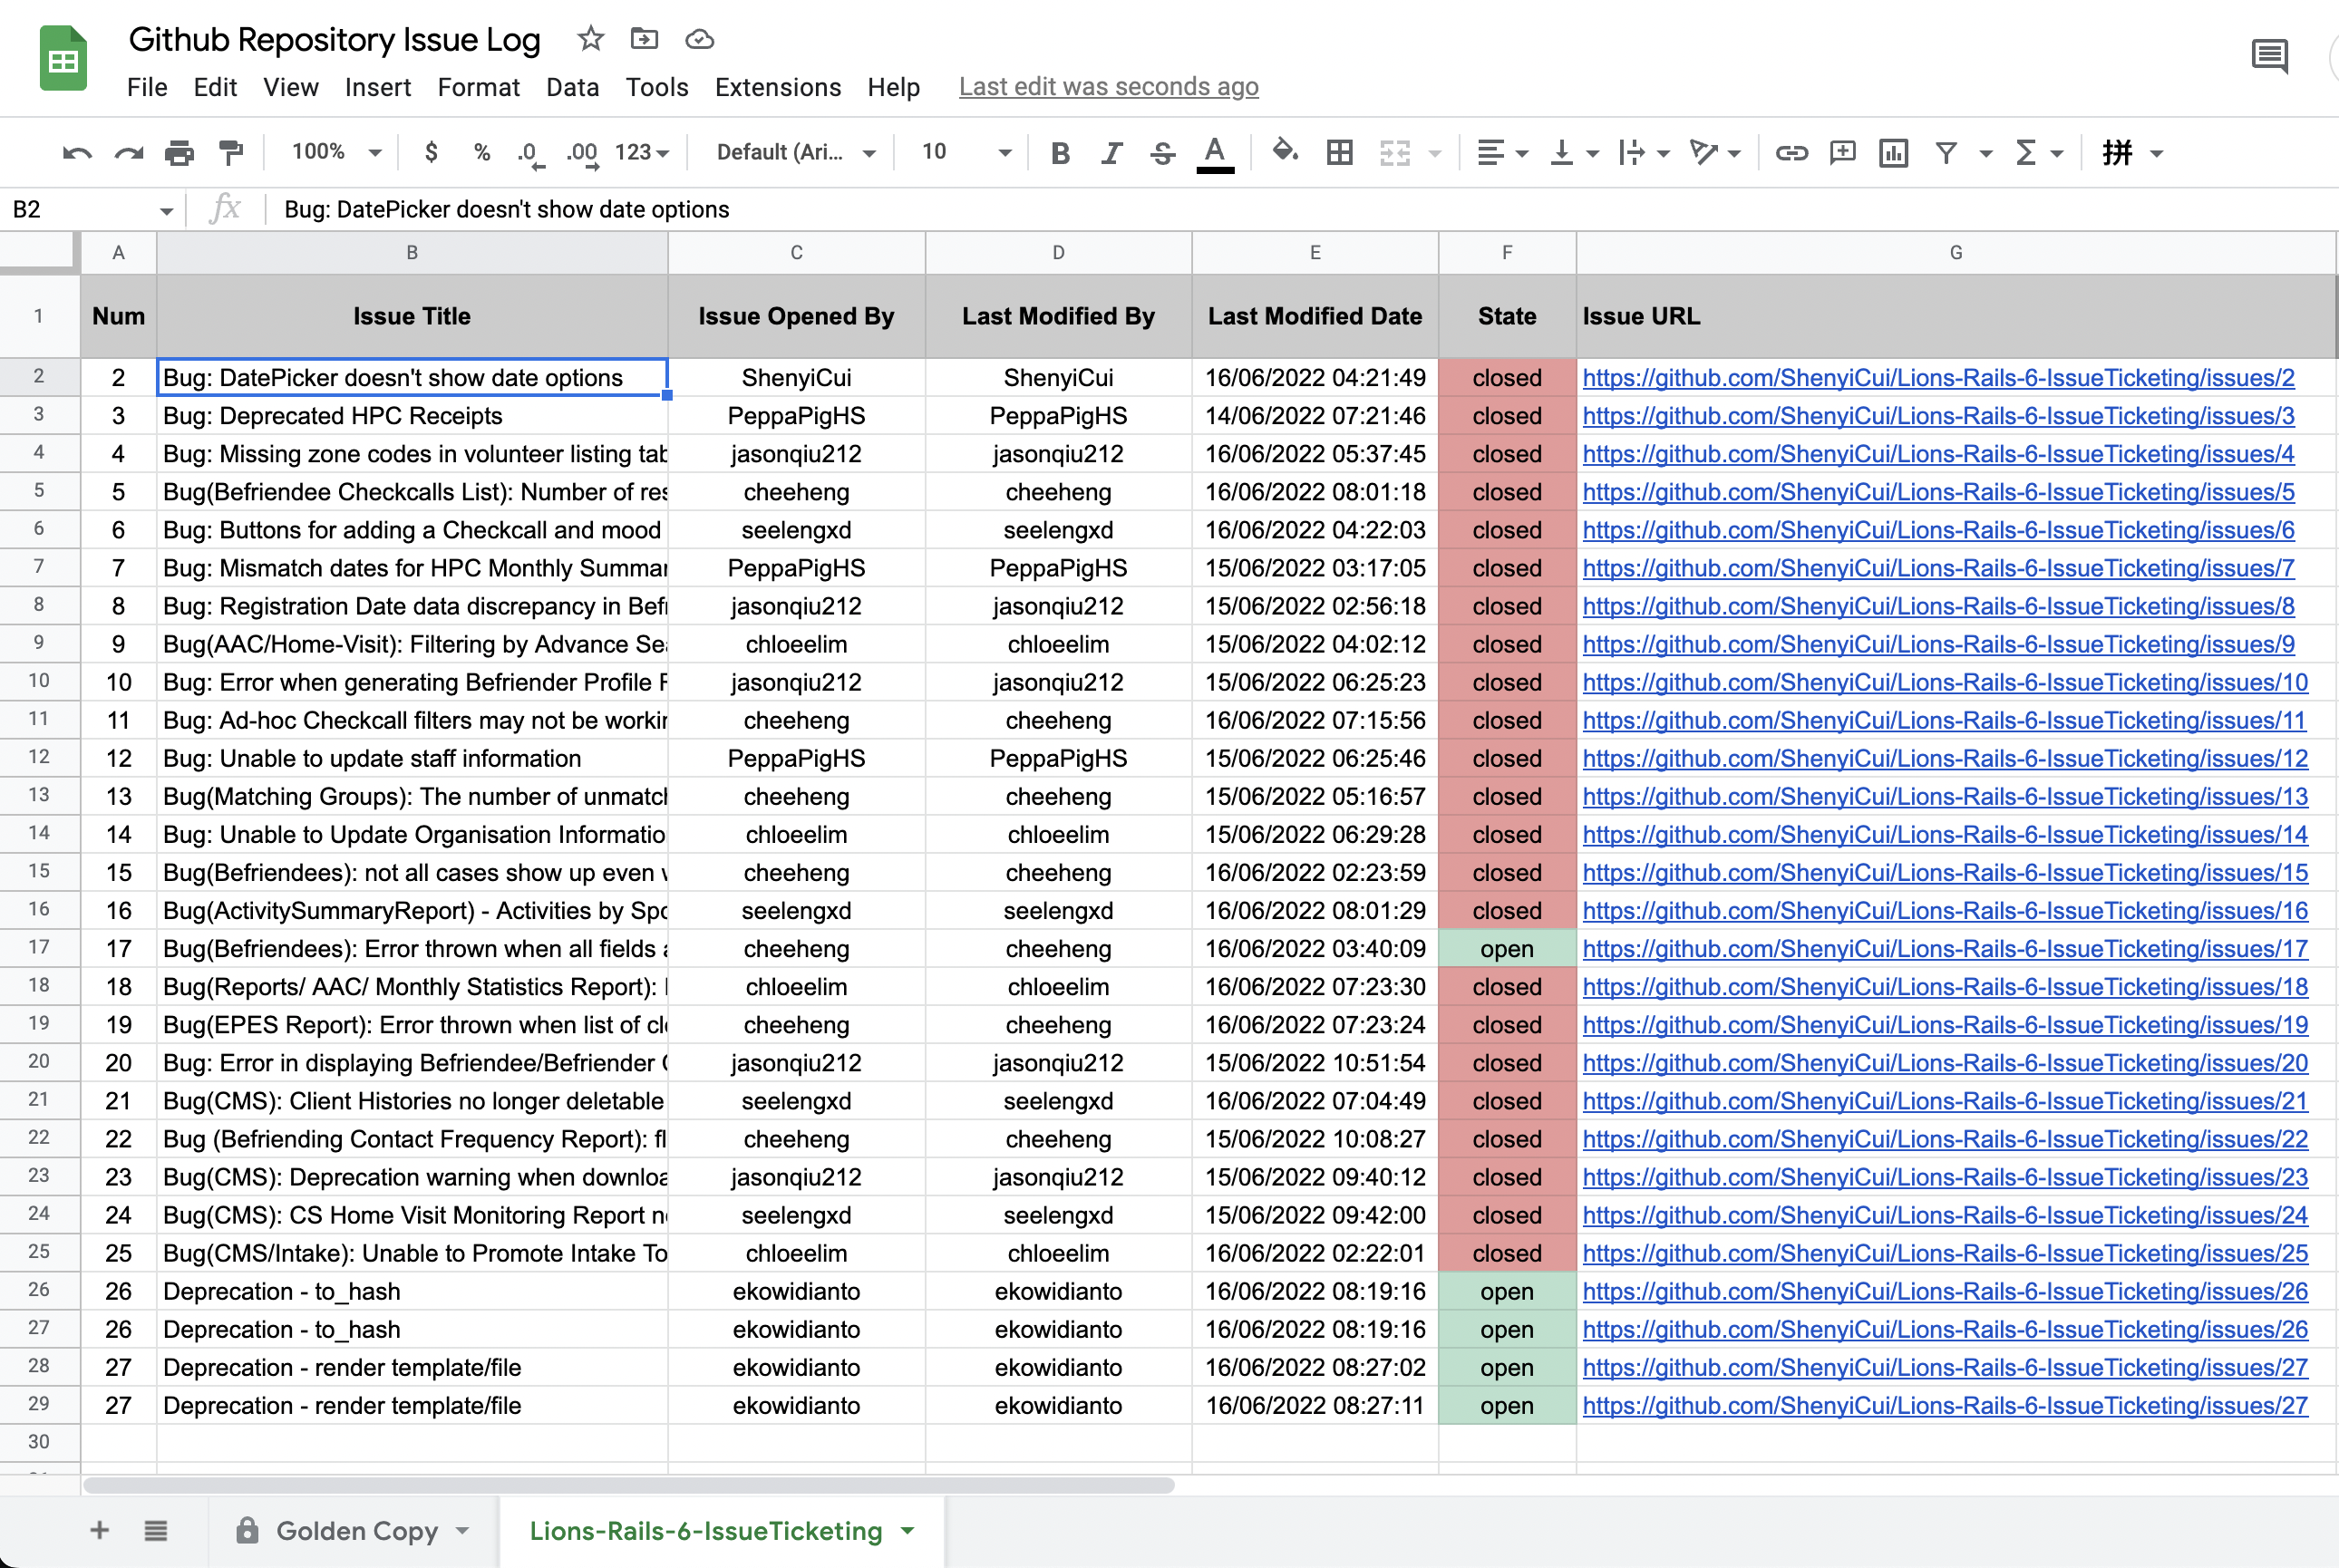 Github Repository Issue Log
File Edit View Insert Format Data Tools Extensions Help Last edit was seconds ago
100% $ % .0 .00 123 Default (Ari... 10 B I S A 拼
B2 fx Bug: DatePicker doesn't show date options
A B C D E F G
1 Num Issue Title Issue Opened By Last Modified By Last Modified Date State Issue URL
2 2 Bug: DatePicker doesn't show date options ShenyiCui ShenyiCui 16/06/2022 04:21:49 closed https://github.com/ShenyiCui/Lions-Rails-6-IssueTicketing/issues/2
3 3 Bug: Deprecated HPC Receipts PeppaPigHS PeppaPigHS 14/06/2022 07:21:46 closed https://github.com/ShenyiCui/Lions-Rails-6-IssueTicketing/issues/3
4 4 Bug: Missing zone codes in volunteer listing tab jasonqiu212 jasonqiu212 16/06/2022 05:37:45 closed https://github.com/ShenyiCui/Lions-Rails-6-IssueTicketing/issues/4
5 5 Bug(Befriendee Checkcalls List): Number of res cheeheng cheeheng 16/06/2022 08:01:18 closed https://github.com/ShenyiCui/Lions-Rails-6-IssueTicketing/issues/5
6 6 Bug: Buttons for adding a Checkcall and mood seelengxd seelengxd 16/06/2022 04:22:03 closed https://github.com/ShenyiCui/Lions-Rails-6-IssueTicketing/issues/6
7 7 Bug: Mismatch dates for HPC Monthly Summar PeppaPigHS PeppaPigHS 15/06/2022 03:17:05 closed https://github.com/ShenyiCui/Lions-Rails-6-IssueTicketing/issues/7
8 8 Bug: Registration Date data discrepancy in Befr jasonqiu212 jasonqiu212 15/06/2022 02:56:18 closed https://github.com/ShenyiCui/Lions-Rails-6-IssueTicketing/issues/8
9 9 Bug(AAC/Home-Visit): Filtering by Advance Sea chloeelim chloeelim 15/06/2022 04:02:12 closed https://github.com/ShenyiCui/Lions-Rails-6-IssueTicketing/issues/9
10 10 Bug: Error when generating Befriender Profile jasonqiu212 jasonqiu212 15/06/2022 06:25:23 closed https://github.com/ShenyiCui/Lions-Rails-6-IssueTicketing/issues/10
11 11 Bug: Ad-hoc Checkcall filters may not be workin cheeheng cheeheng 16/06/2022 07:15:56 closed https://github.com/ShenyiCui/Lions-Rails-6-IssueTicketing/issues/11
12 12 Bug: Unable to update staff information PeppaPigHS PeppaPigHS 15/06/2022 06:25:46 closed https://github.com/ShenyiCui/Lions-Rails-6-IssueTicketing/issues/12
13 13 Bug(Matching Groups): The number of unmatch cheeheng cheeheng 15/06/2022 05:16:57 closed https://github.com/ShenyiCui/Lions-Rails-6-IssueTicketing/issues/13
14 14 Bug: Unable to Update Organisation Informatio chloeelim chloeelim 15/06/2022 06:29:28 closed https://github.com/ShenyiCui/Lions-Rails-6-IssueTicketing/issues/14
15 15 Bug(Befriendees): not all cases show up even cheeheng cheeheng 16/06/2022 02:23:59 closed https://github.com/ShenyiCui/Lions-Rails-6-IssueTicketing/issues/15
16 16 Bug(ActivitySummaryReport) - Activities by Spo seelengxd seelengxd 16/06/2022 08:01:29 closed https://github.com/ShenyiCui/Lions-Rails-6-IssueTicketing/issues/16
17 17 Bug(Befriendees): Error thrown when all fields cheeheng cheeheng 16/06/2022 03:40:09 open https://github.com/ShenyiCui/Lions-Rails-6-IssueTicketing/issues/17
18 18 Bug(Reports/ AAC/ Monthly Statistics Report): chloeelim chloeelim 16/06/2022 07:23:30 closed https://github.com/ShenyiCui/Lions-Rails-6-IssueTicketing/issues/18
19 19 Bug(EPES Report): Error thrown when list of cl cheeheng cheeheng 16/06/2022 07:23:24 closed https://github.com/ShenyiCui/Lions-Rails-6-IssueTicketing/issues/19
20 20 Bug: Error in displaying Befriendee/Befriender jasonqiu212 jasonqiu212 15/06/2022 10:51:54 closed https://github.com/ShenyiCui/Lions-Rails-6-IssueTicketing/issues/20
21 21 Bug(CMS): Client Histories no longer deletable seelengxd seelengxd 16/06/2022 07:04:49 closed https://github.com/ShenyiCui/Lions-Rails-6-IssueTicketing/issues/21
22 22 Bug (Befriending Contact Frequency Report): fl cheeheng cheeheng 15/06/2022 10:08:27 closed https://github.com/ShenyiCui/Lions-Rails-6-IssueTicketing/issues/22
23 23 Bug(CMS): Deprecation warning when downloa jasonqiu212 jasonqiu212 15/06/2022 09:40:12 closed https://github.com/ShenyiCui/Lions-Rails-6-IssueTicketing/issues/23
24 24 Bug(CMS): CS Home Visit Monitoring Report n seelengxd seelengxd 15/06/2022 09:42:00 closed https://github.com/ShenyiCui/Lions-Rails-6-IssueTicketing/issues/24
25 25 Bug(CMS/Intake): Unable to Promote Intake To chloeelim chloeelim 16/06/2022 02:22:01 closed https://github.com/ShenyiCui/Lions-Rails-6-IssueTicketing/issues/25
26 26 Deprecation - to_hash ekowidianto ekowidianto 16/06/2022 08:19:16 open https://github.com/ShenyiCui/Lions-Rails-6-IssueTicketing/issues/26
27 26 Deprecation - to_hash ekowidianto ekowidianto 16/06/2022 08:19:16 open https://github.com/ShenyiCui/Lions-Rails-6-IssueTicketing/issues/26
28 27 Deprecation - render template/file ekowidianto ekowidianto 16/06/2022 08:27:02 open https://github.com/ShenyiCui/Lions-Rails-6-IssueTicketing/issues/27
29 27 Deprecation - render template/file ekowidianto ekowidianto 16/06/2022 08:27:11 open https://github.com/ShenyiCui/Lions-Rails-6-IssueTicketing/issues/27
30
Golden Copy Lions-Rails-6-IssueTicketing